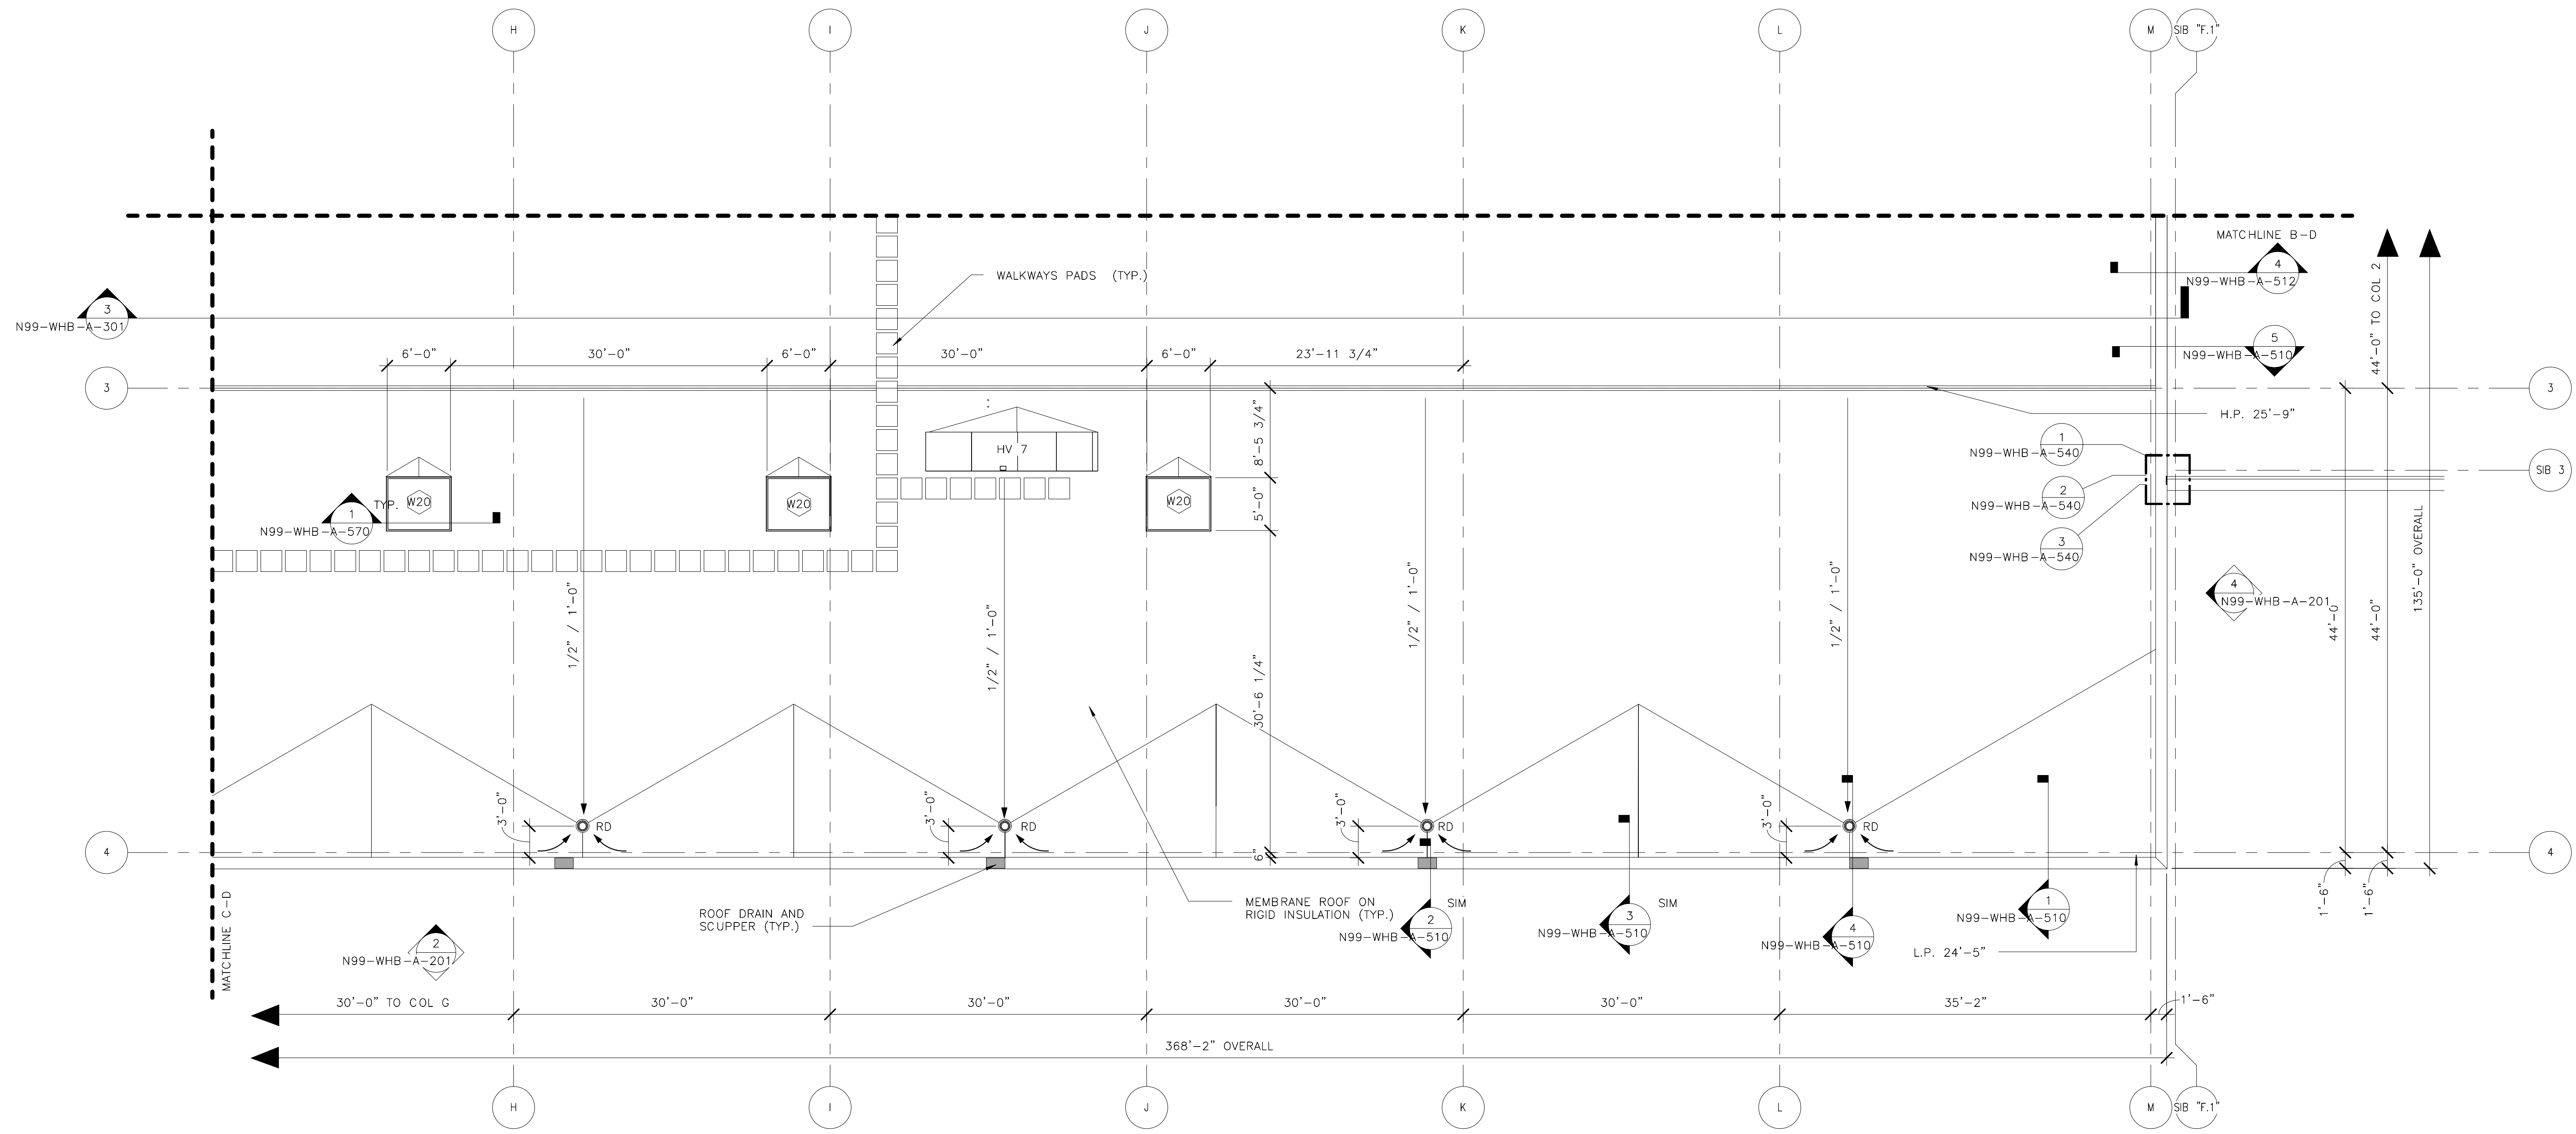 H
I
J
K
L
M
SIB "F.1"
MATCHLINE B-D
WALKWAYS PADS (TYP.)
4
N99-WHB-A-512
3
N99-WHB-A-301
44'-0" TO COL 2
5
N99-WHB-A-510
6'-0"
30'-0"
6'-0"
30'-0"
6'-0"
23'-11 3/4"
3
3
H.P. 25'-9"
8'-5 3/4"
HV 7
1
N99-WHB-A-540
SIB 3
W20
W20
W20
TYP.
1
N99-WHB-A-570
5'-0"
2
N99-WHB-A-540
3
N99-WHB-A-540
135'-0" OVERALL
4
N99-WHB-A-201
1/2" / 1'-0"
1/2" / 1'-0"
1/2" / 1'-0"
1/2" / 1'-0"
44'-0
44'-0"
30'-6 1/4"
3'-0"
3'-0"
3'-0"
3'-0"
RD
RD
RD
RD
4
6"
4
1'-6"
1'-6"
MATCHLINE C-D
ROOF DRAIN AND
SCUPPER (TYP.)
MEMBRANE ROOF ON
RIGID INSULATION (TYP.)
SIM
2
N99-WHB-A-510
SIM
3
N99-WHB-A-510
4
N99-WHB-A-510
1
N99-WHB-A-510
L.P. 24'-5"
2
N99-WHB-A-201
30'-0" TO COL G
30'-0"
30'-0"
30'-0"
30'-0"
35'-2"
1'-6"
368'-2" OVERALL
H
I
J
K
L
M
SIB "F.1"